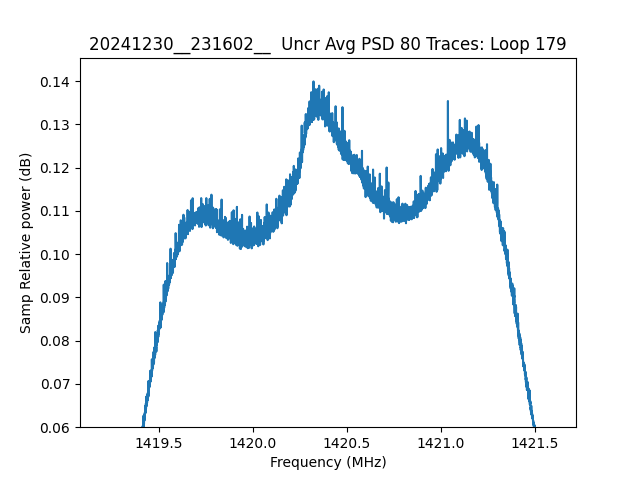 20241230__231602__  Uncr Avg PSD 80 Traces: Loop 179
Samp Relative power (dB)
0.14
0.13
0.12
0.11
0.10
0.09
0.08
0.07
0.06
1419.5 1420.0 1420.5 1421.0 1421.5
Frequency (MHz)